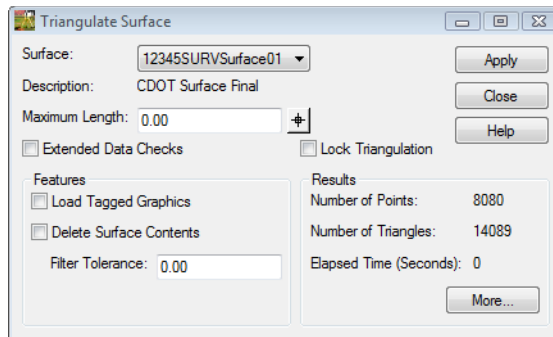 Triangulate Surface
Surface: 12345SURVSurface01 Apply
Description: CDOT Surface Final
Close
Maximum Length: 0.00
Help
Extended Data Checks Lock Triangulation
Features
Load Tagged Graphics
Delete Surface Contents
Filter Tolerance: 0.00
Results
Number of Points: 8080
Number of Triangles: 14089
Elapsed Time (Seconds): 0
More...